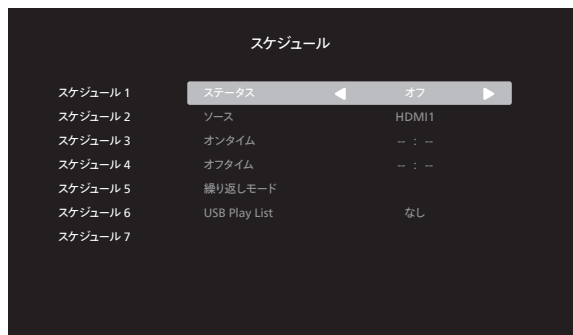 スケジュール
スケジュール 1 ステータス オフ
スケジュール 2 ソース HDMI1
スケジュール 3 オンタイム -- : --
スケジュール 4 オフタイム -- : --
スケジュール 5 繰り返しモード
スケジュール 6 USB Play List なし
スケジュール 7